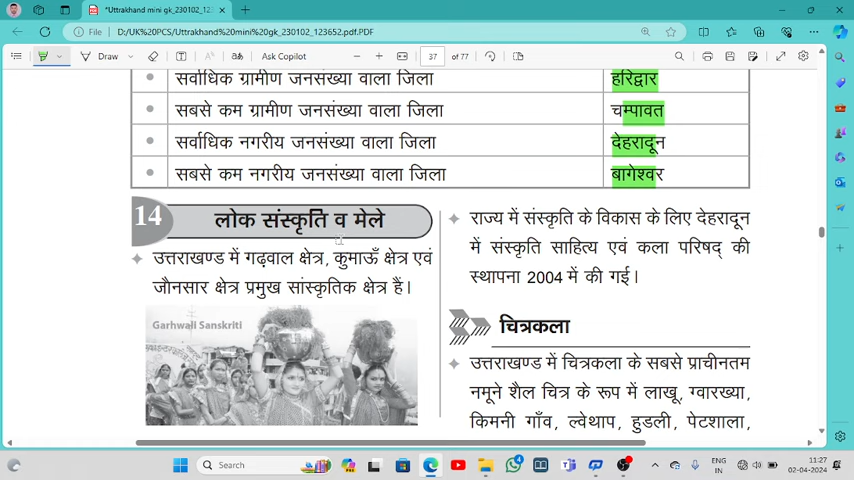 *Uttrakhand mini gk_230102_123
File
D:/UK%20PCS/Uttrakhand%20mini%20gk_230102_123652.pdf.PDF
Draw
Ask Copilot
37
of 77
सर्वाधिक ग्रामीण जनसंख्या वाला जिला हरिद्वार
सबसे कम ग्रामीण जनसंख्या वाला जिला चम्पावत
सर्वाधिक नगरीय जनसंख्या वाला जिला देहरादून
सबसे कम नगरीय जनसंख्या वाला जिला बागेश्वर
14 लोक संस्कृति व मेले
उत्तराखण्ड में गढ़वाल क्षेत्र, कुमाऊँ क्षेत्र एवं
जौनसार क्षेत्र प्रमुख सांस्कृतिक क्षेत्र हैं।
Garhwali Sanskriti
राज्य में संस्कृति के विकास के लिए देहरादून
में संस्कृति साहित्य एवं कला परिषद् की
स्थापना 2004 में की गई।
चित्रकला
उत्तराखण्ड में चित्रकला के सबसे प्राचीनतम
नमूने शैल चित्र के रूप में लाखू, ग्वारख्या,
किमनी गाँव, ल्वेथाप, हुडली, पेटशाला,
Search
ENG
IN
11:27
02-04-2024